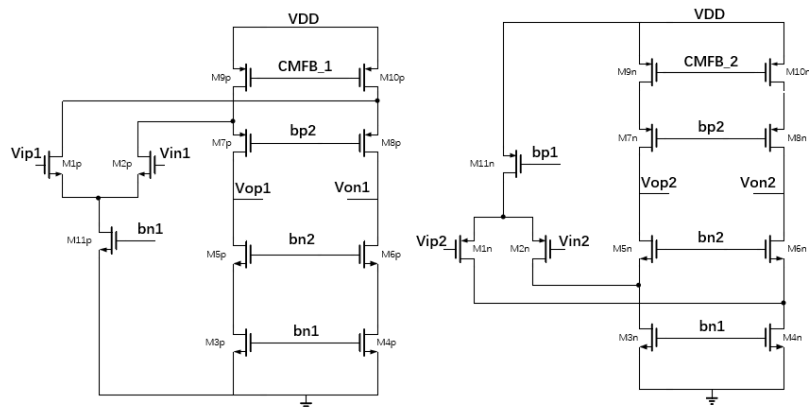 VDD
CMFB_1
M9p
M10p
bp2
M7p
M8p
Vip1
M1p
M2p
Vin1
Vop1
Von1
bn1
M11p
bn2
M5p
M6p
bn1
M3p
M4p
VDD
CMFB_2
M9n
M10n
bp2
M7n
M8n
bp1
M11n
Vop2
Von2
Vip2
M1n
M2n
Vin2
bn2
M5n
M6n
bn1
M3n
M4n